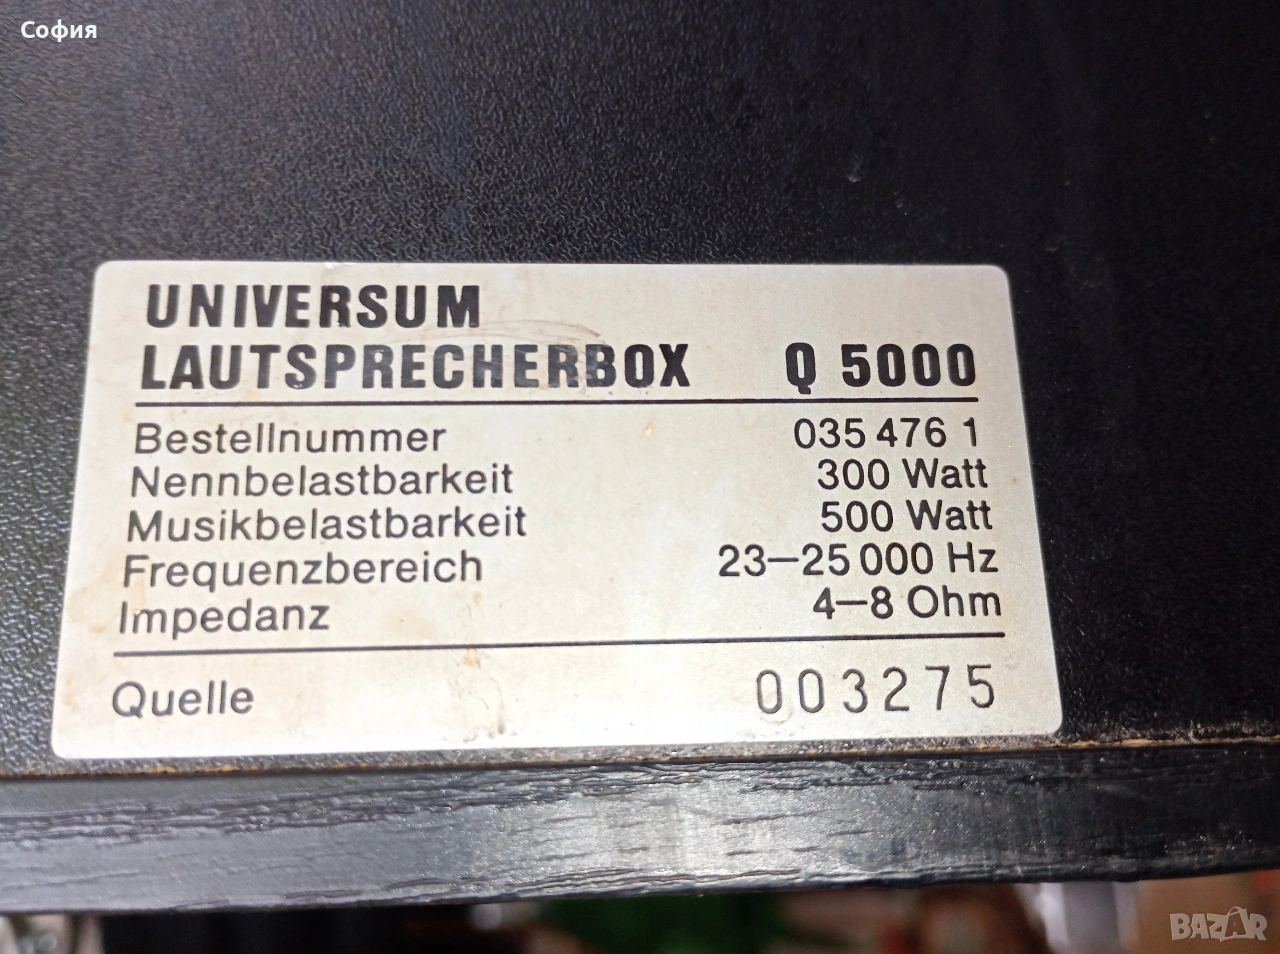 София
UNIVERSUM
LAUTSPRECHERBOX Q 5000
Bestellnummer 035 476 1
Nennbelastbarkeit 300 Watt
Musikbelastbarkeit 500 Watt
Frequenzbereich 23–25 000 Hz
Impedanz 4–8 Ohm
Quelle 003275
BAZAR